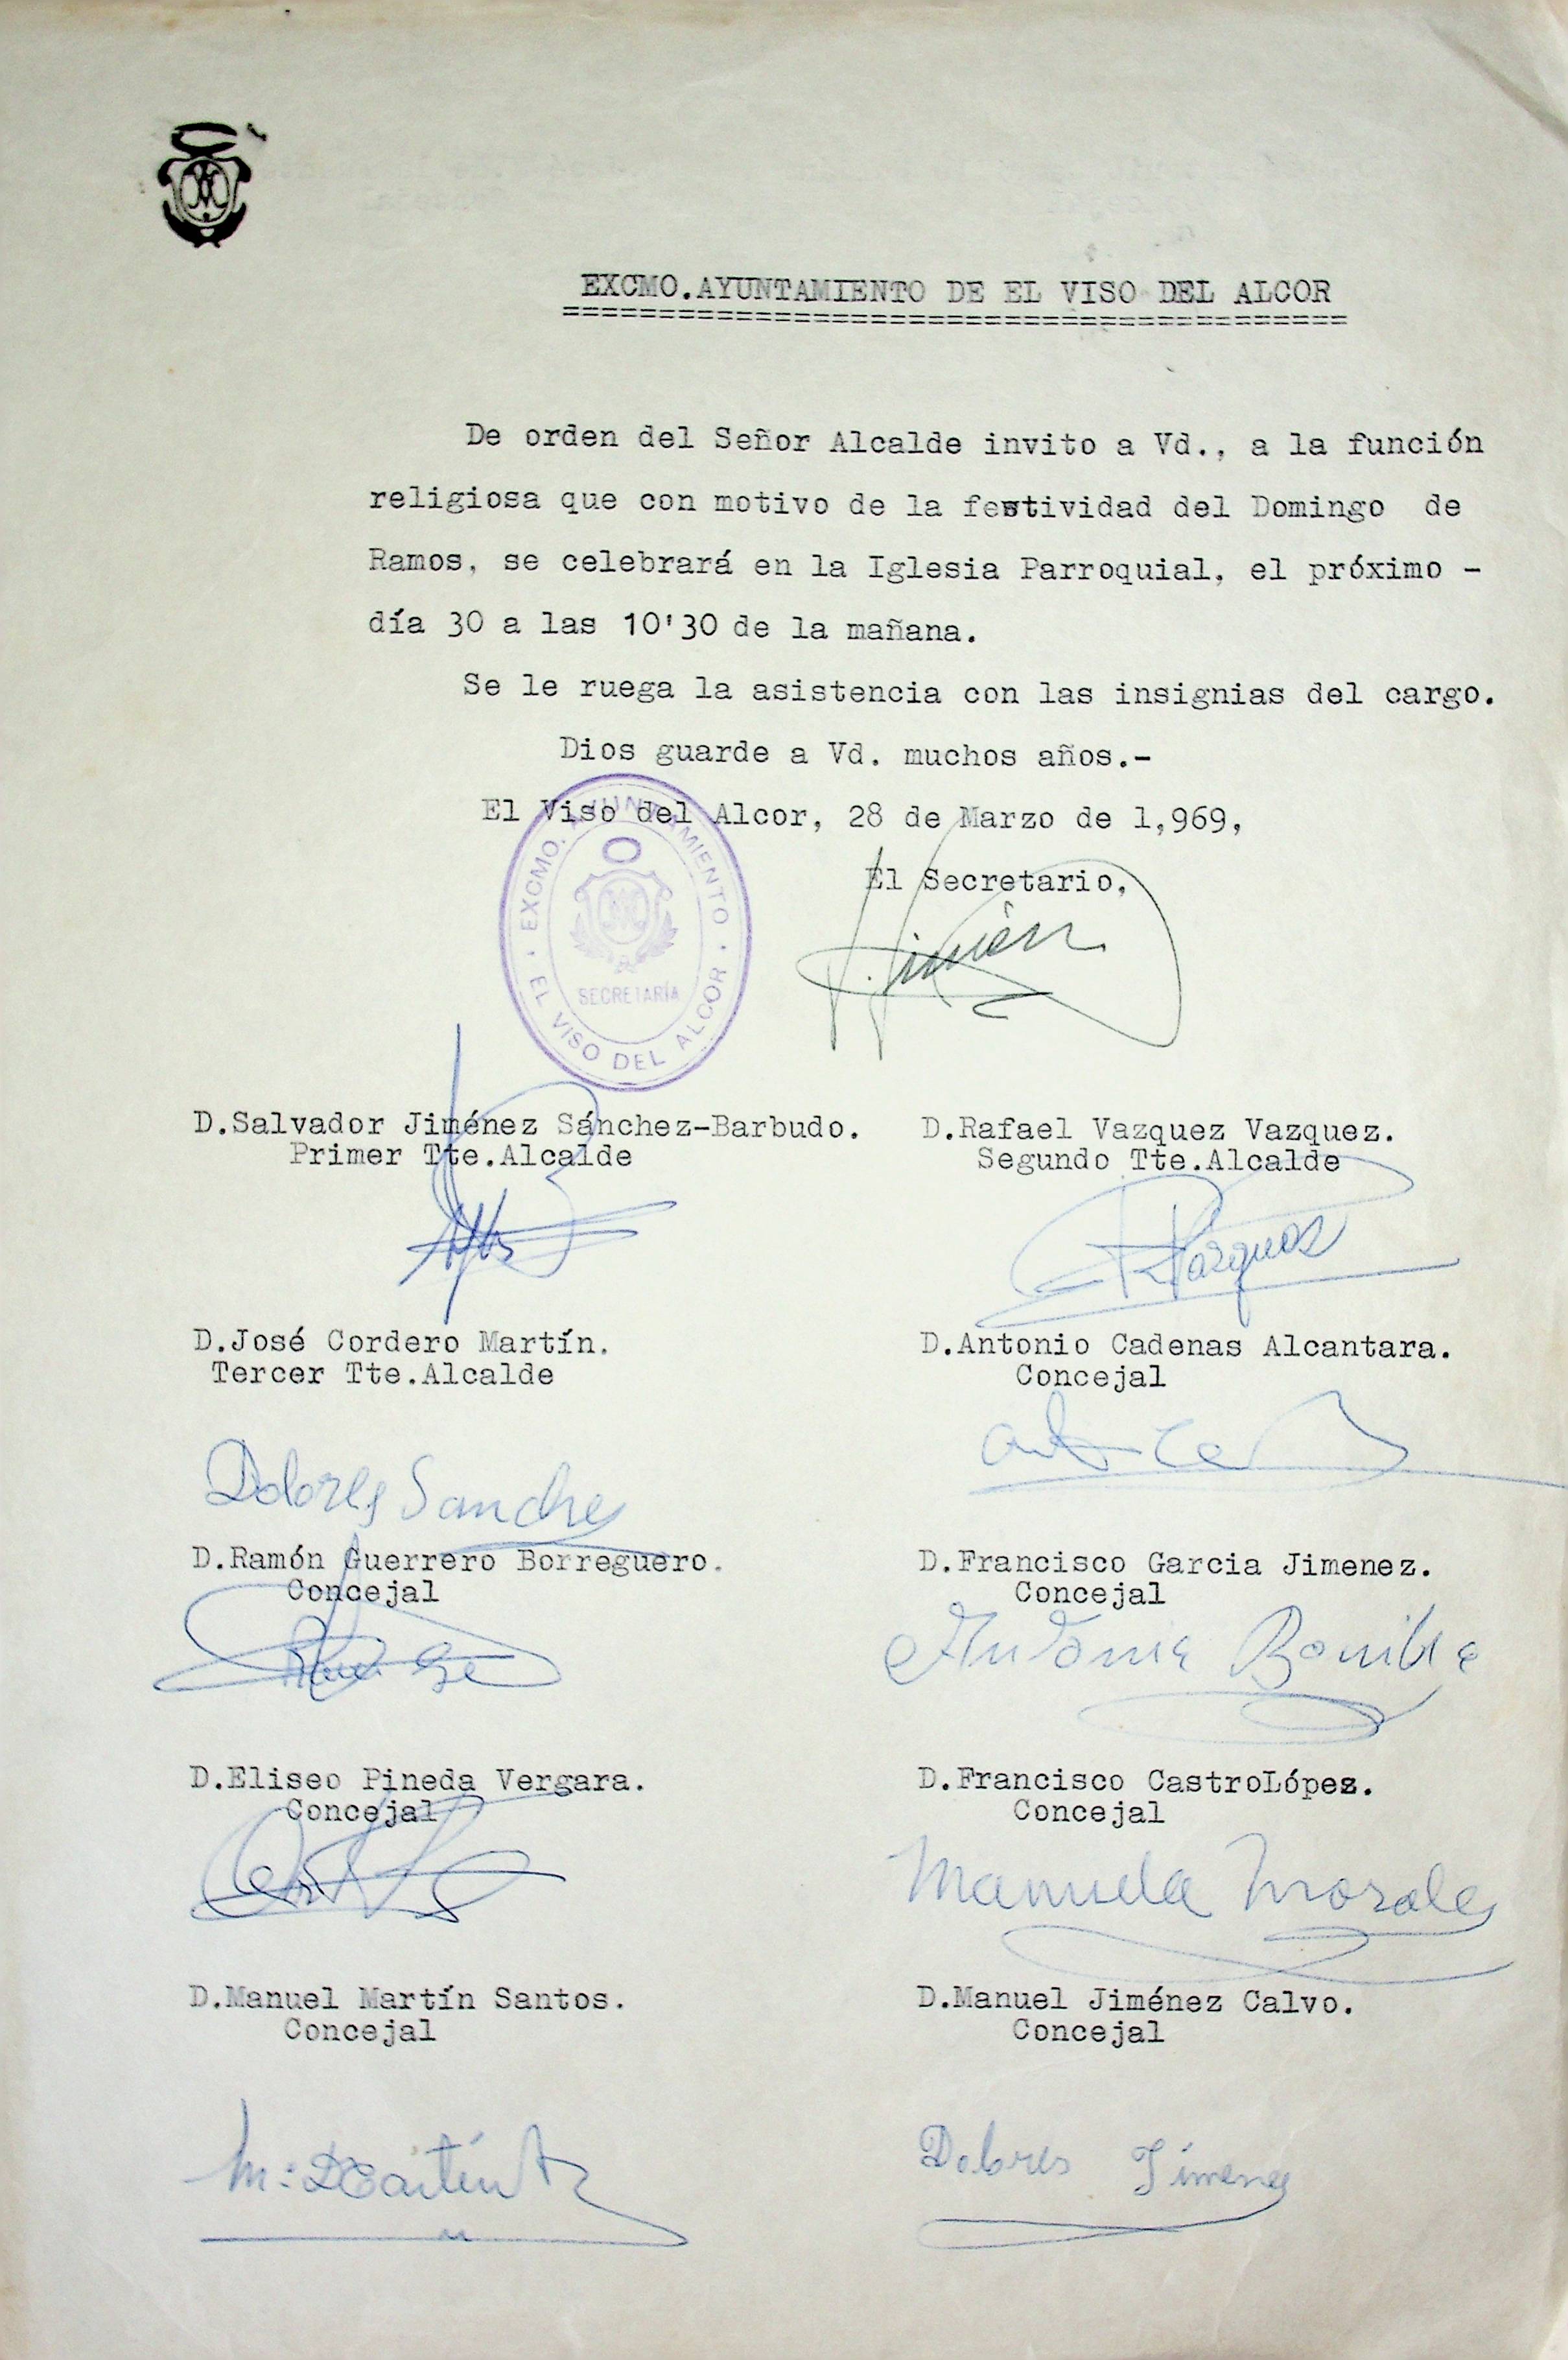 EXCMO.AYUNTAMIENTO DE EL VISO DEL ALCOR
De orden del Señor Alcalde invito a Vd., a la función
religiosa que con motivo de la festividad del Domingo de
Ramos, se celebrará en la Iglesia Parroquial, el próximo -
día 30 a las 10'30 de la mañana.
Se le ruega la asistencia con las insignias del cargo.
Dios guarde a Vd. muchos años.-
El Viso del Alcor, 28 de Marzo de 1,969,
El Secretario,
EXCMO. AYUNTAMIENTO
SECRETARÍA
EL VISO DEL ALCOR
D.Salvador Jiménez Sánchez-Barbudo. D.Rafael Vazquez Vazquez.
Primer Tte.Alcalde Segundo Tte.Alcalde
Vazquez
D.José Cordero Martín. D.Antonio Cadenas Alcantara.
Tercer Tte.Alcalde Concejal
Dolores Sanches
D.Ramón Guerrero Borreguero. D.Francisco Garcia Jimenez.
Concejal Concejal
Antonia Bonilla
D.Eliseo Pineda Vergara. D.Francisco CastroLópez.
Concejal Concejal
Manuela Morales
D.Manuel Martín Santos. D.Manuel Jiménez Calvo.
Concejal Concejal
Dolores Jimenes